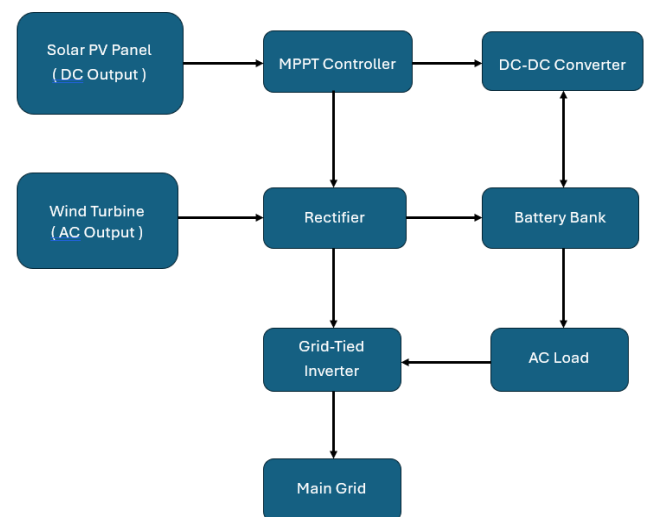 Solar PV Panel
( DC Output )
MPPT Controller
DC-DC Converter
Wind Turbine
( AC Output )
Rectifier
Battery Bank
Grid-Tied
Inverter
AC Load
Main Grid